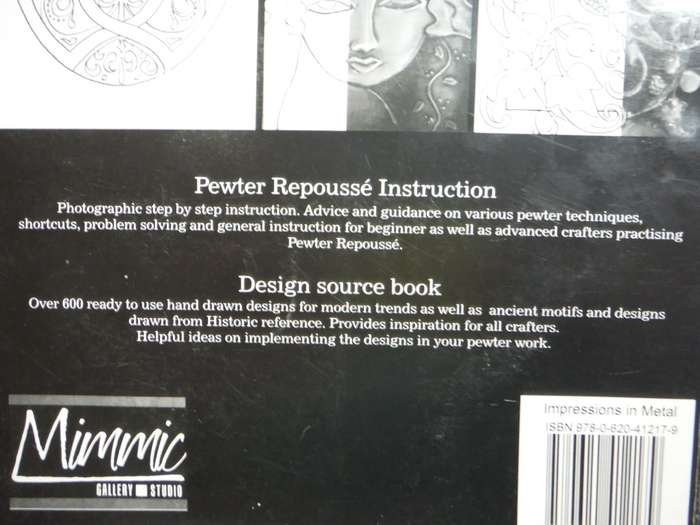 Pewter Repoussé Instruction
Photographic step by step instruction. Advice and guidance on various pewter techniques,
shortcuts, problem solving and general instruction for beginner as well as advanced crafters practising
Pewter Repoussé.
Design source book
Over 600 ready to use hand drawn designs for modern trends as well as ancient motifs and designs
drawn from Historic reference. Provides inspiration for all crafters.
Helpful ideas on implementing the designs in your pewter work.
Mimmic
GALLERY STUDIO
Impressions in Metal
ISBN 978-0-620-41217-9